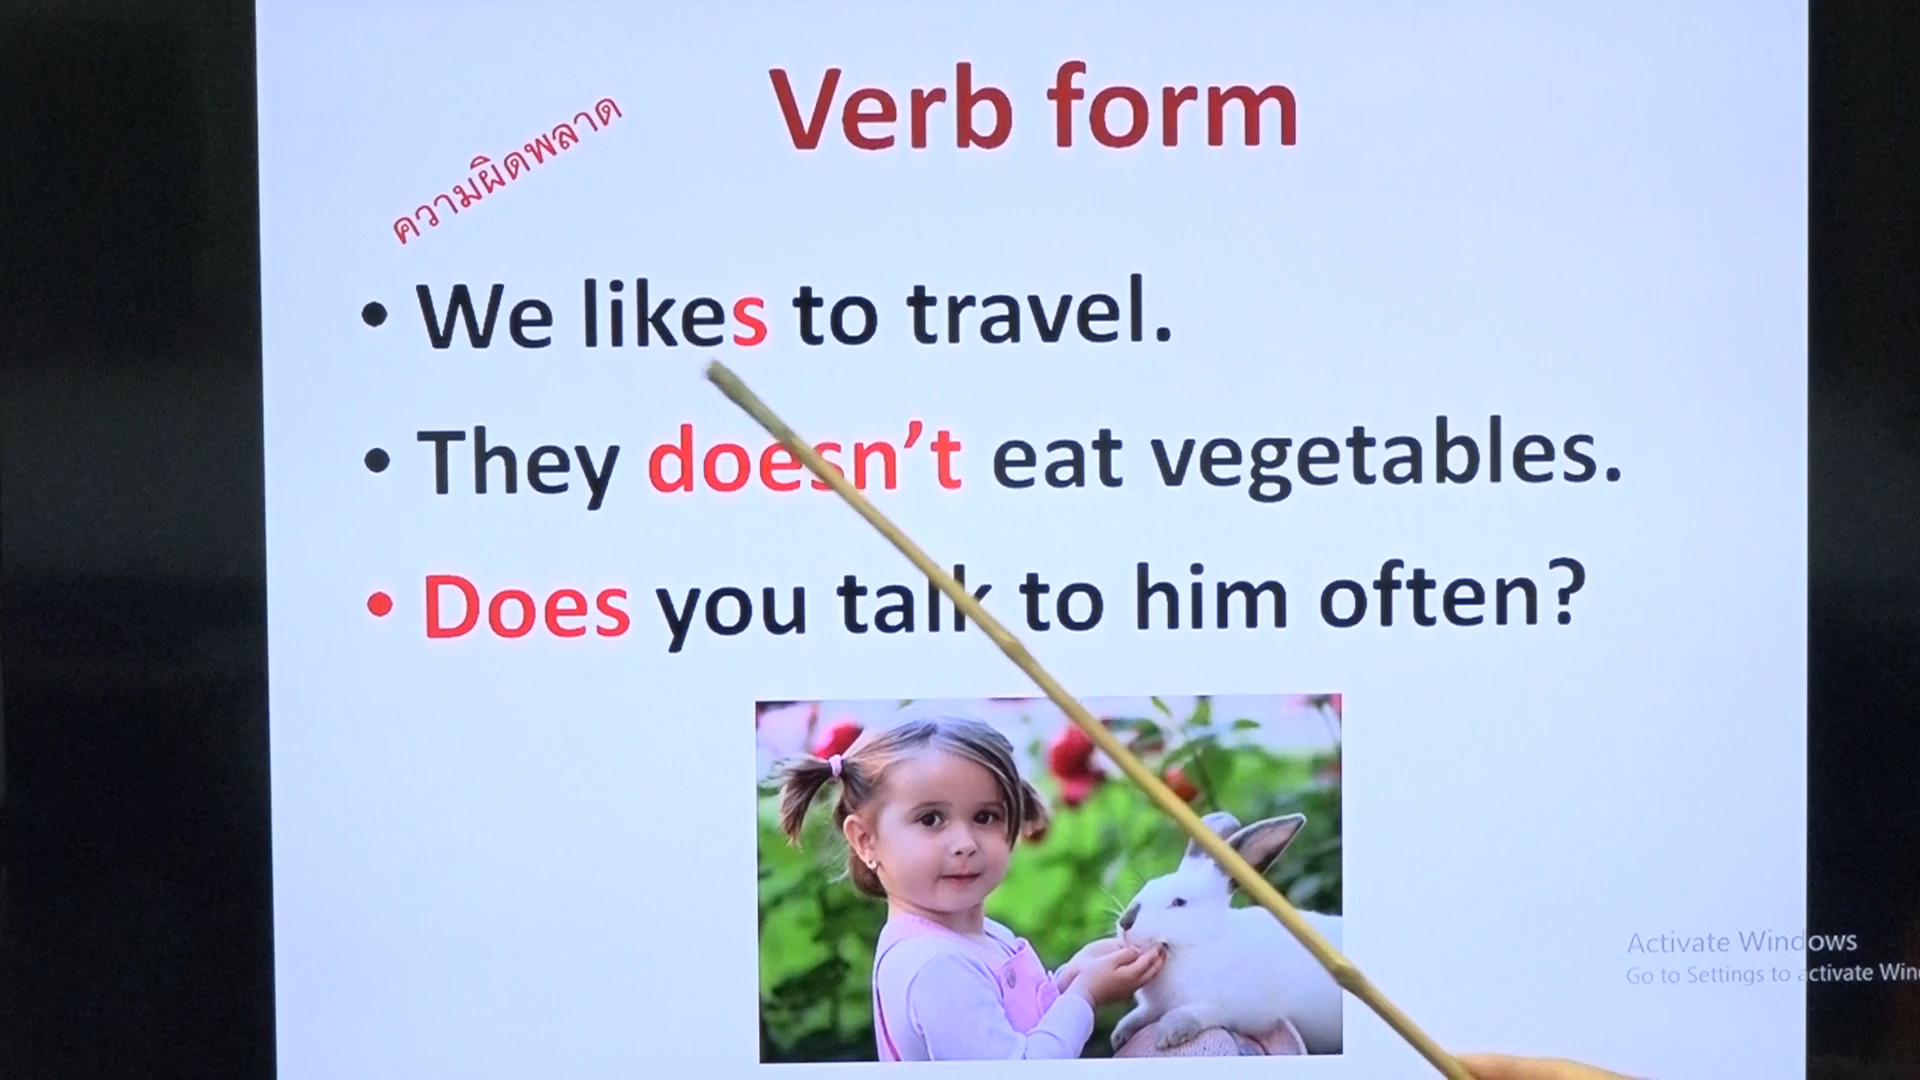 Verb form
ความผิดพลาด
• We likes to travel.
• They doesn’t eat vegetables.
• Does you talk to him often?
Activate Windows
Go to Settings to activate Win